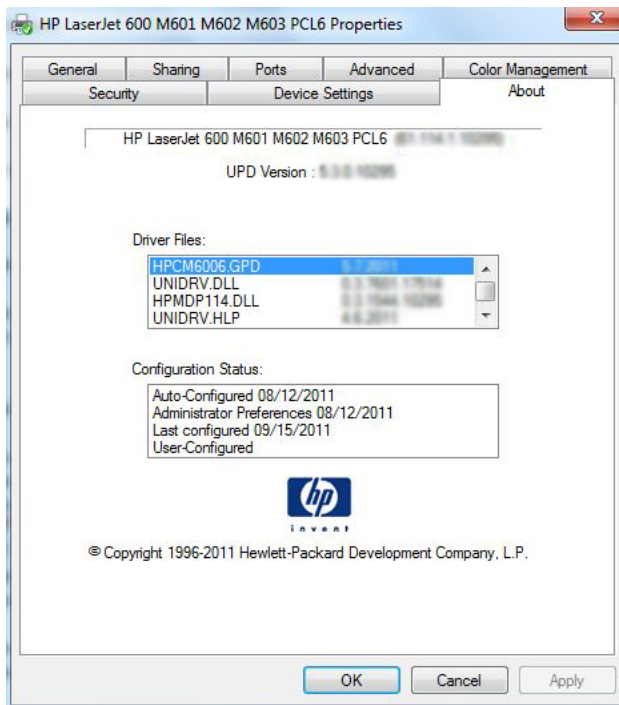 HP LaserJet 600 M601 M602 M603 PCL6 Properties
General Sharing Ports Advanced Color Management
Security Device Settings About
HP LaserJet 600 M601 M602 M603 PCL6
UPD Version :
Driver Files:
HPCM6006.GPD
UNIDRV.DLL
HPMDP114.DLL
UNIDRV.HLP
Configuration Status:
Auto-Configured 08/12/2011
Administrator Preferences 08/12/2011
Last configured 09/15/2011
User-Configured
hp
invent
© Copyright 1996-2011 Hewlett-Packard Development Company, L.P.
OK Cancel Apply